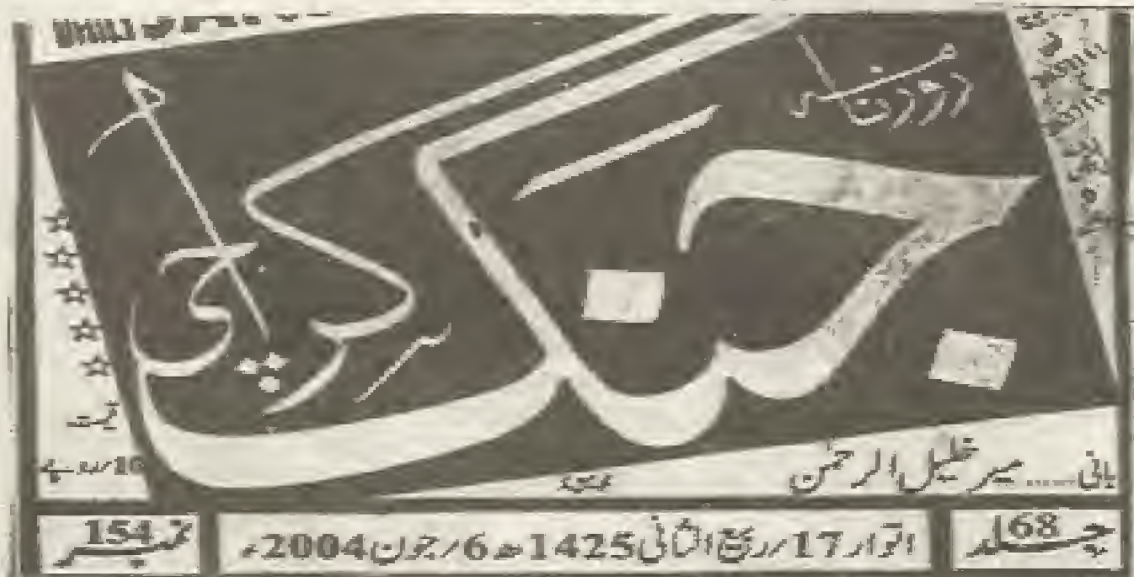 روزنامہ
جنگ
کراچی
بانی ...... میر خلیل الرحمٰن
قیمت
10/روپے
جلد 68
اتوار 17/ربیع الثانی 1425ھ 6/جون 2004ء
نمبر 154